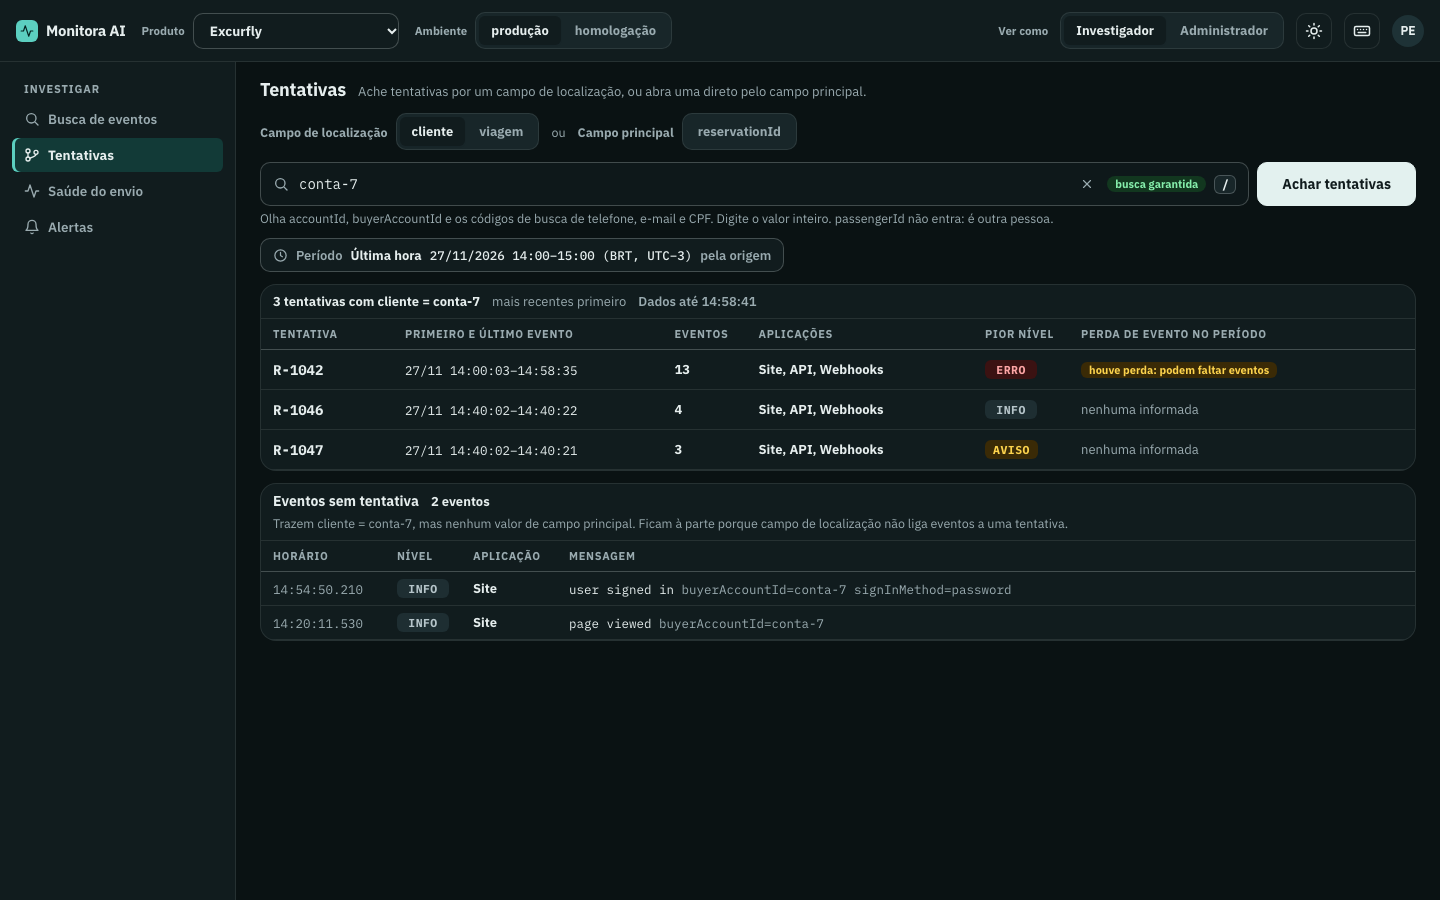 Monitora AI Produto Excurfly Ambiente produção homologação Ver como Investigador Administrador PE
INVESTIGAR
Busca de eventos
Tentativas
Saúde do envio
Alertas
Tentativas Ache tentativas por um campo de localização, ou abra uma direto pelo campo principal.
Campo de localização cliente viagem ou Campo principal reservationId
conta-7 busca garantida / Achar tentativas
Olha accountId, buyerAccountId e os códigos de busca de telefone, e-mail e CPF. Digite o valor inteiro. passengerId não entra: é outra pessoa.
Período Última hora 27/11/2026 14:00–15:00 (BRT, UTC−3) pela origem
3 tentativas com cliente = conta-7 mais recentes primeiro Dados até 14:58:41
TENTATIVA PRIMEIRO E ÚLTIMO EVENTO EVENTOS APLICAÇÕES PIOR NÍVEL PERDA DE EVENTO NO PERÍODO
R-1042 27/11 14:00:03–14:58:35 13 Site, API, Webhooks ERRO houve perda: podem faltar eventos
R-1046 27/11 14:40:02–14:40:22 4 Site, API, Webhooks INFO nenhuma informada
R-1047 27/11 14:40:02–14:40:21 3 Site, API, Webhooks AVISO nenhuma informada
Eventos sem tentativa 2 eventos
Trazem cliente = conta-7, mas nenhum valor de campo principal. Ficam à parte porque campo de localização não liga eventos a uma tentativa.
HORÁRIO NÍVEL APLICAÇÃO MENSAGEM
14:54:50.210 INFO Site user signed in buyerAccountId=conta-7 signInMethod=password
14:20:11.530 INFO Site page viewed buyerAccountId=conta-7